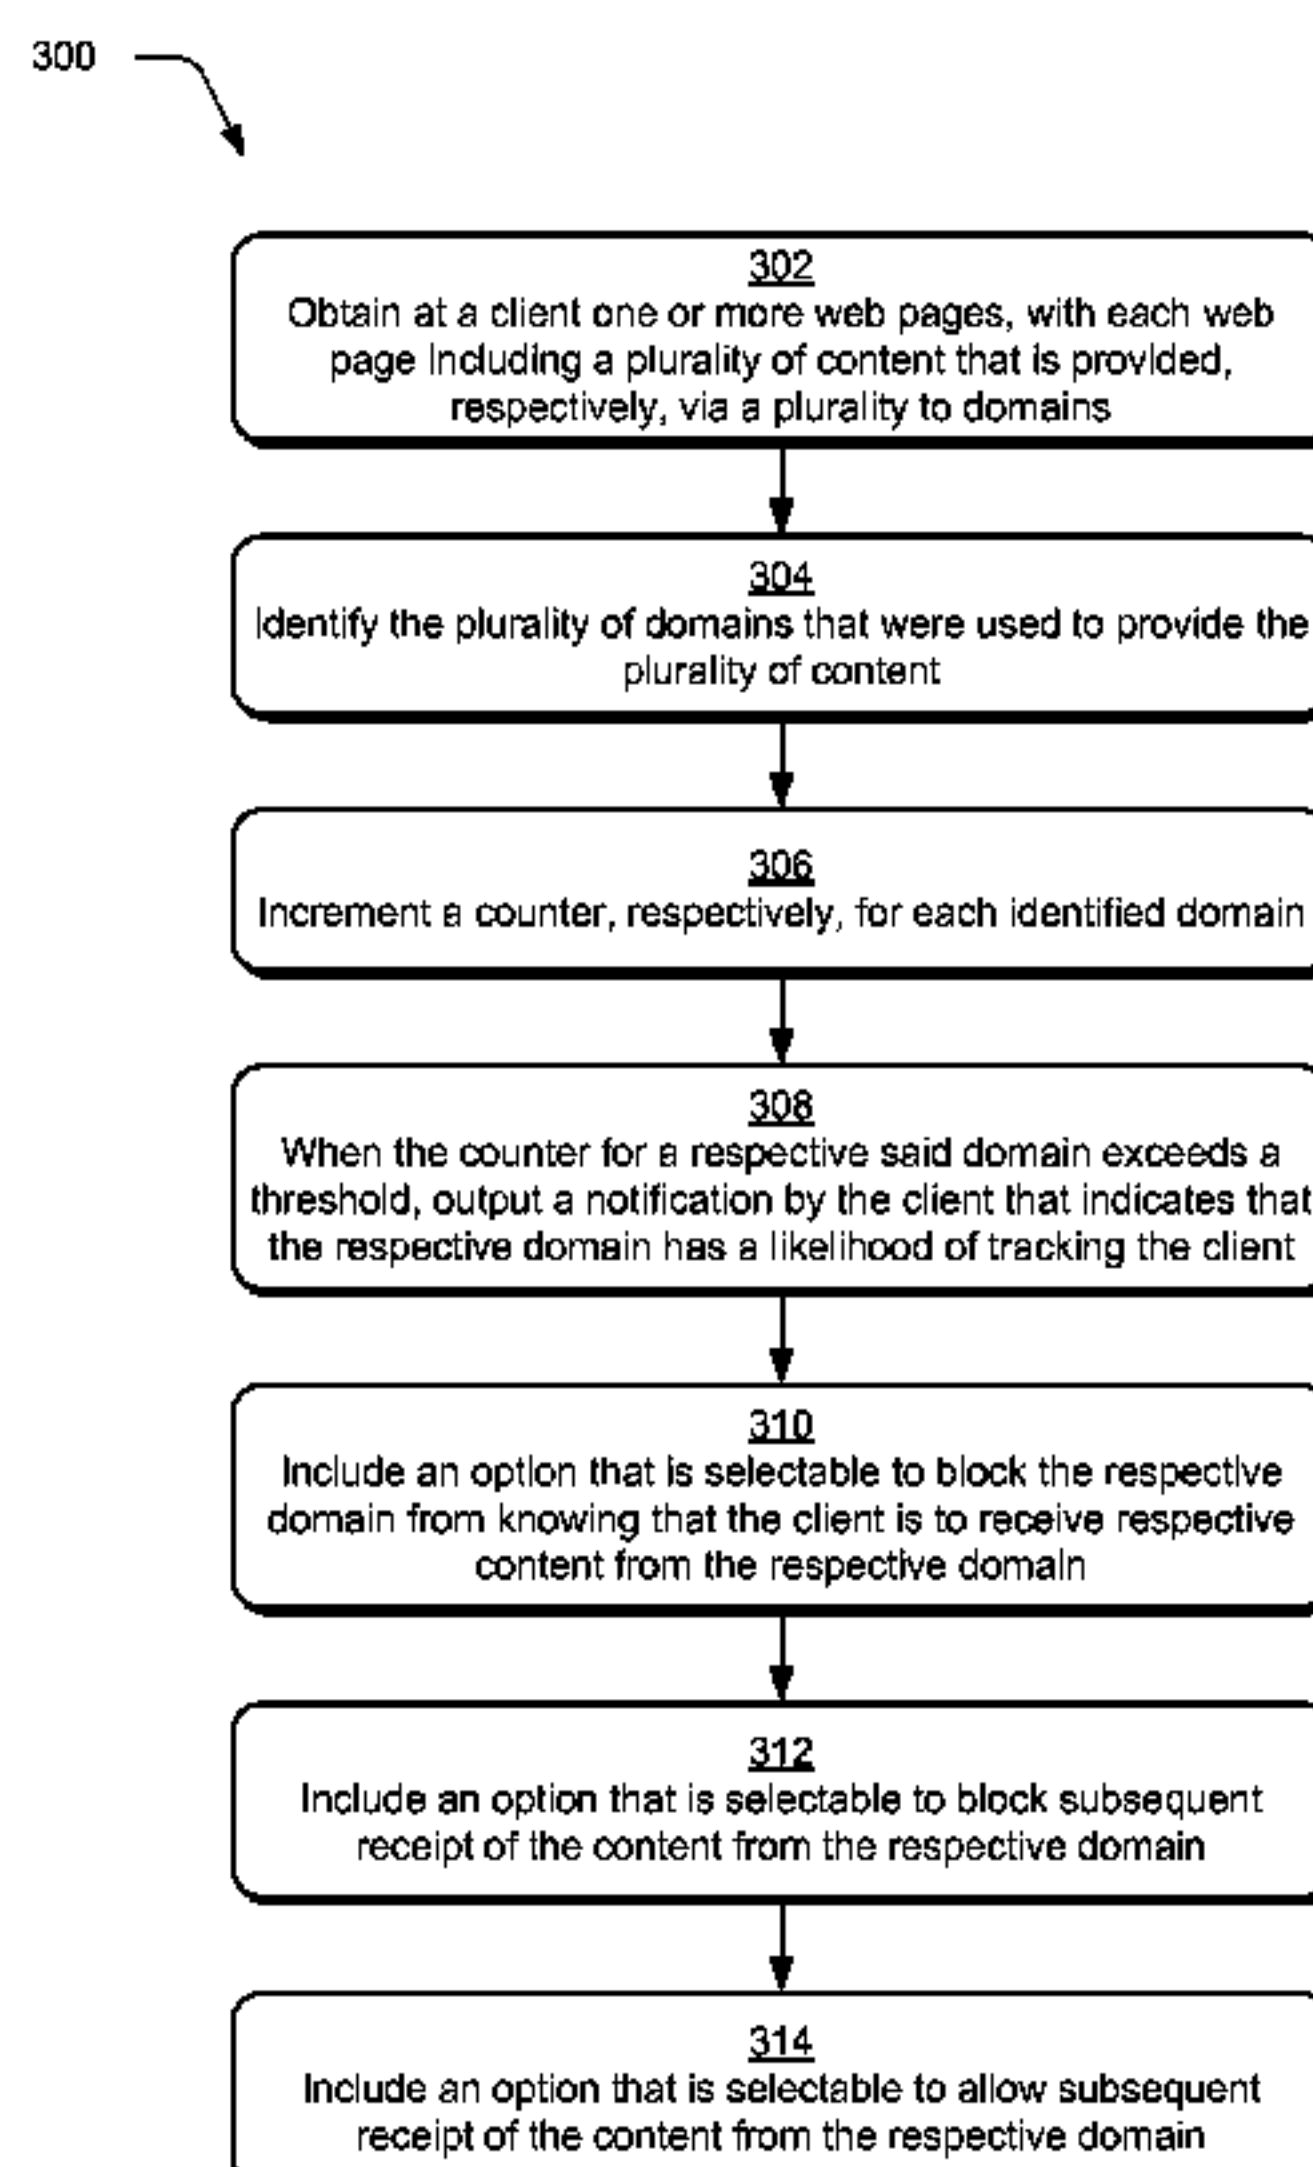 300
302
Obtain at a client one or more web pages, with each web
page including a plurality of content that is provided,
respectively, via a plurality to domains
304
Identify the plurality of domains that were used to provide the
plurality of content
306
Increment a counter, respectively, for each identified domain
308
When the counter for a respective said domain exceeds a
threshold, output a notification by the client that indicates that
the respective domain has a likelihood of tracking the client
310
Include an option that is selectable to block the respective
domain from knowing that the client is to receive respective
content from the respective domain
312
Include an option that is selectable to block subsequent
receipt of the content from the respective domain
314
Include an option that is selectable to allow subsequent
receipt of the content from the respective domain